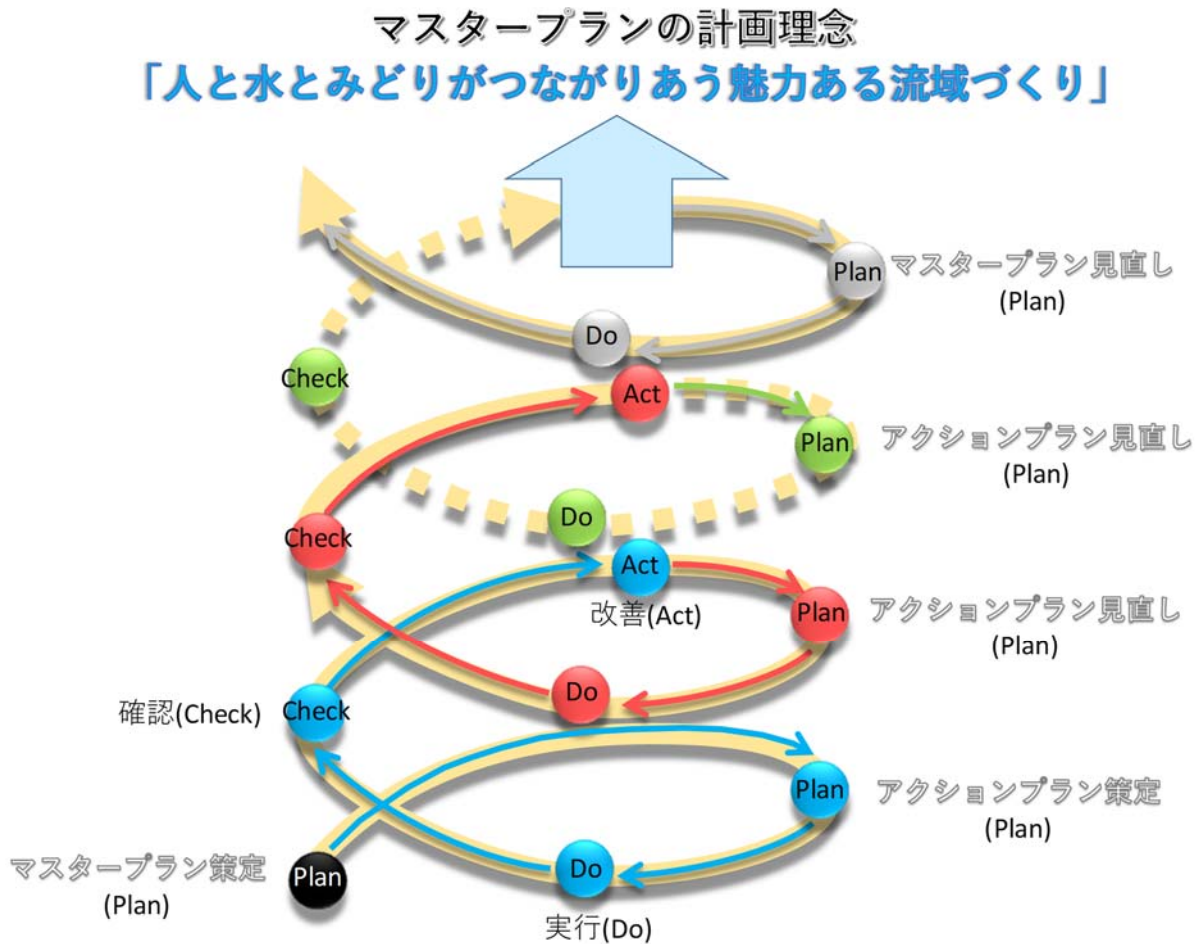 マスタープランの計画理念
「人と水とみどりがつながりあう魅力ある流域づくり」
Plan
マスタープラン見直し
(Plan)
Do
Check
Act
Plan
アクションプラン見直し
(Plan)
Do
Check
Act
改善(Act)
Plan
アクションプラン見直し
(Plan)
Do
確認(Check)
Check
Plan
アクションプラン策定
(Plan)
マスタープラン策定
(Plan)
Plan
Do
実行(Do)